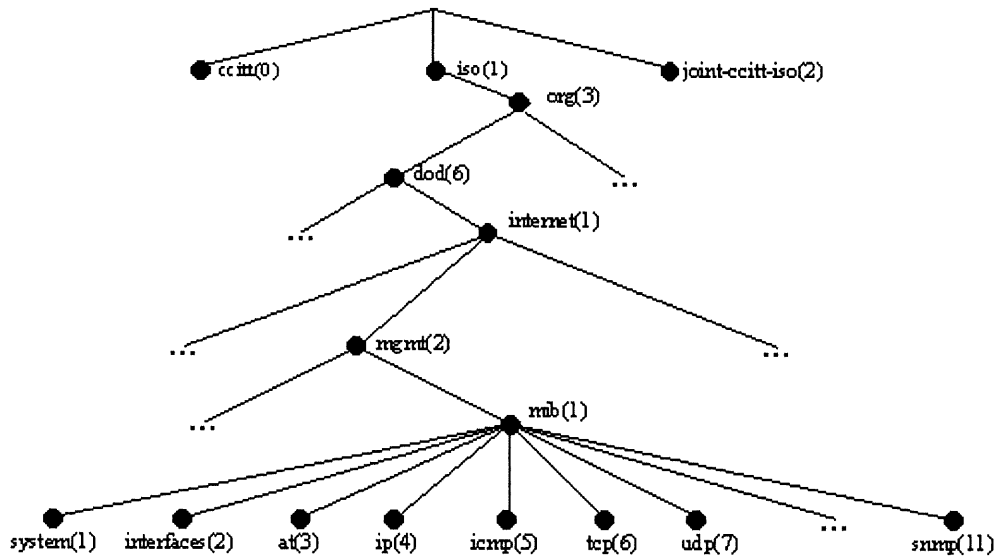 ccitt(0)
iso(1)
joint-ccitt-iso(2)
org(3)
dod(6)
...
...
internet(1)
...
mgmt(2)
...
...
mib(1)
system(1)
interfaces(2)
at(3)
ip(4)
icmp(5)
tcp(6)
udp(7)
...
snmp(11)